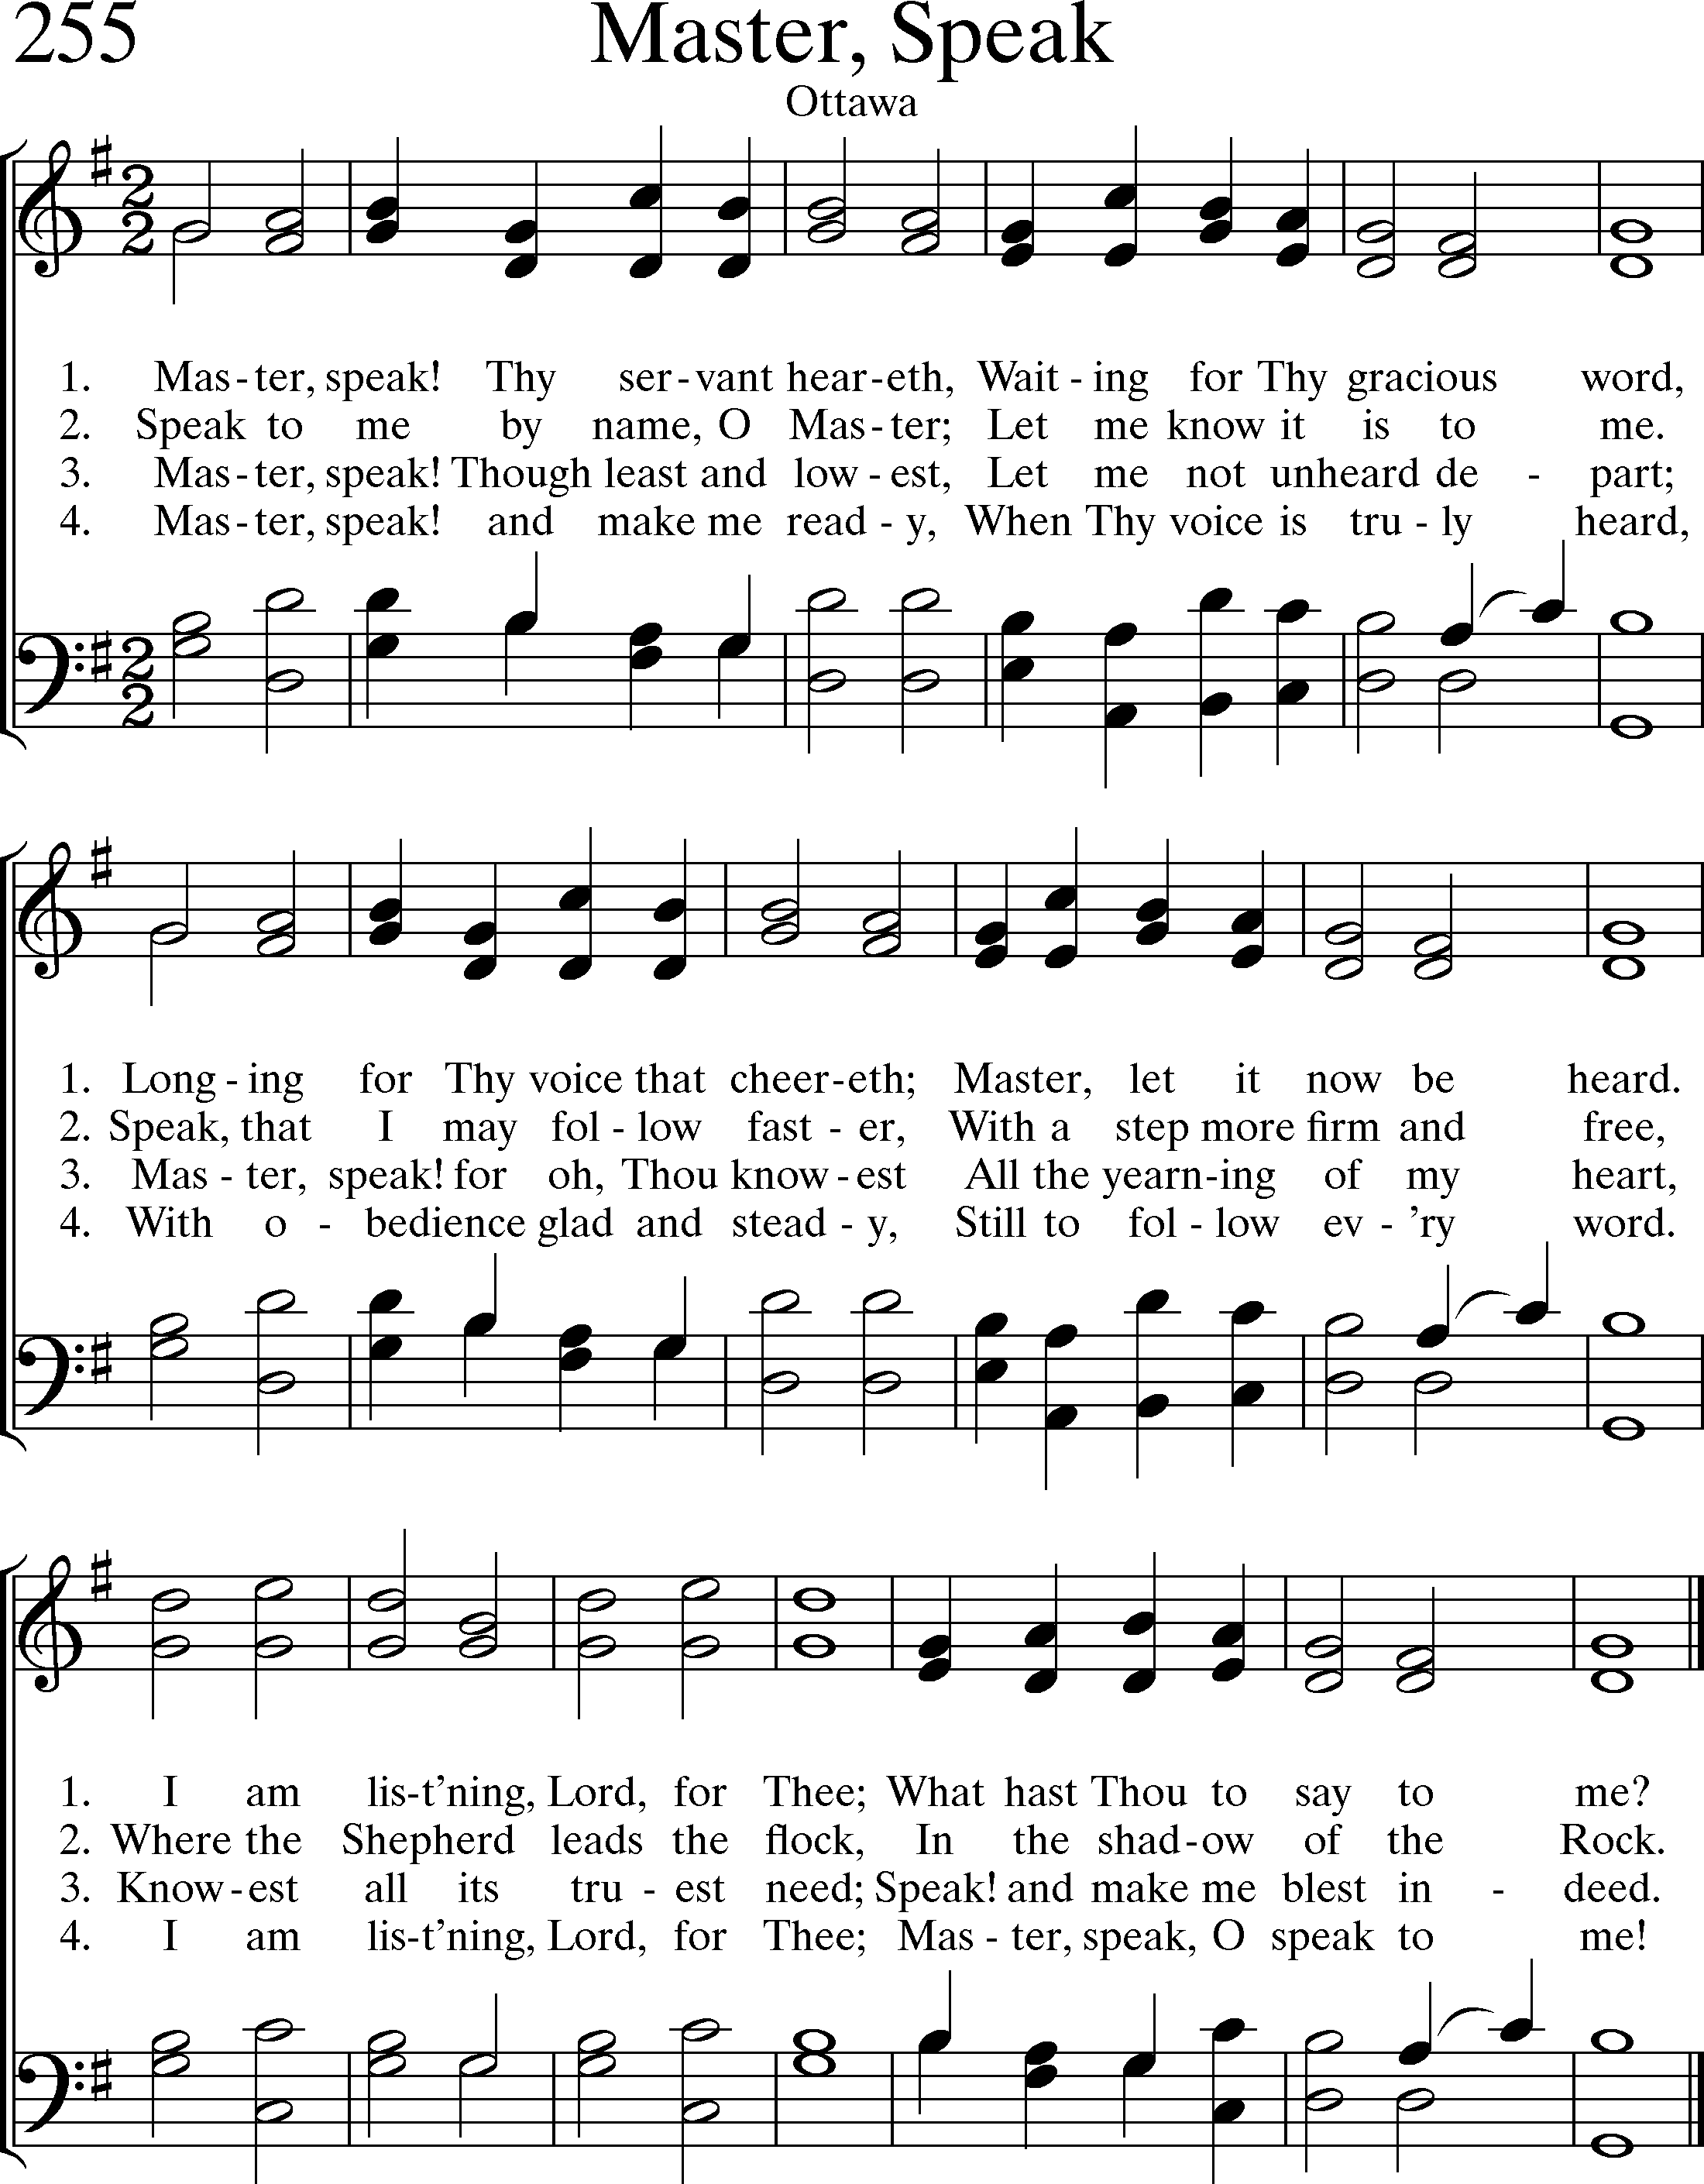 255
Master, Speak
Ottawa
1. Mas - ter, speak! Thy ser - vant hear - eth, Wait - ing for Thy gracious word,
2. Speak to me by name, O Mas - ter; Let me know it is to me.
3. Mas - ter, speak! Though least and low - est, Let me not unheard de - part;
4. Mas - ter, speak! and make me read - y, When Thy voice is tru - ly heard,
1. Long - ing for Thy voice that cheer - eth; Master, let it now be heard.
2. Speak, that I may fol - low fast - er, With a step more firm and free,
3. Mas - ter, speak! for oh, Thou know - est All the yearn - ing of my heart,
4. With o - bedience glad and stead - y, Still to fol - low ev - 'ry word.
1. I am lis - t'ning, Lord, for Thee; What hast Thou to say to me?
2. Where the Shepherd leads the flock, In the shad - ow of the Rock.
3. Know - est all its tru - est need; Speak! and make me blest in - deed.
4. I am lis - t'ning, Lord, for Thee; Mas - ter, speak, O speak to me!